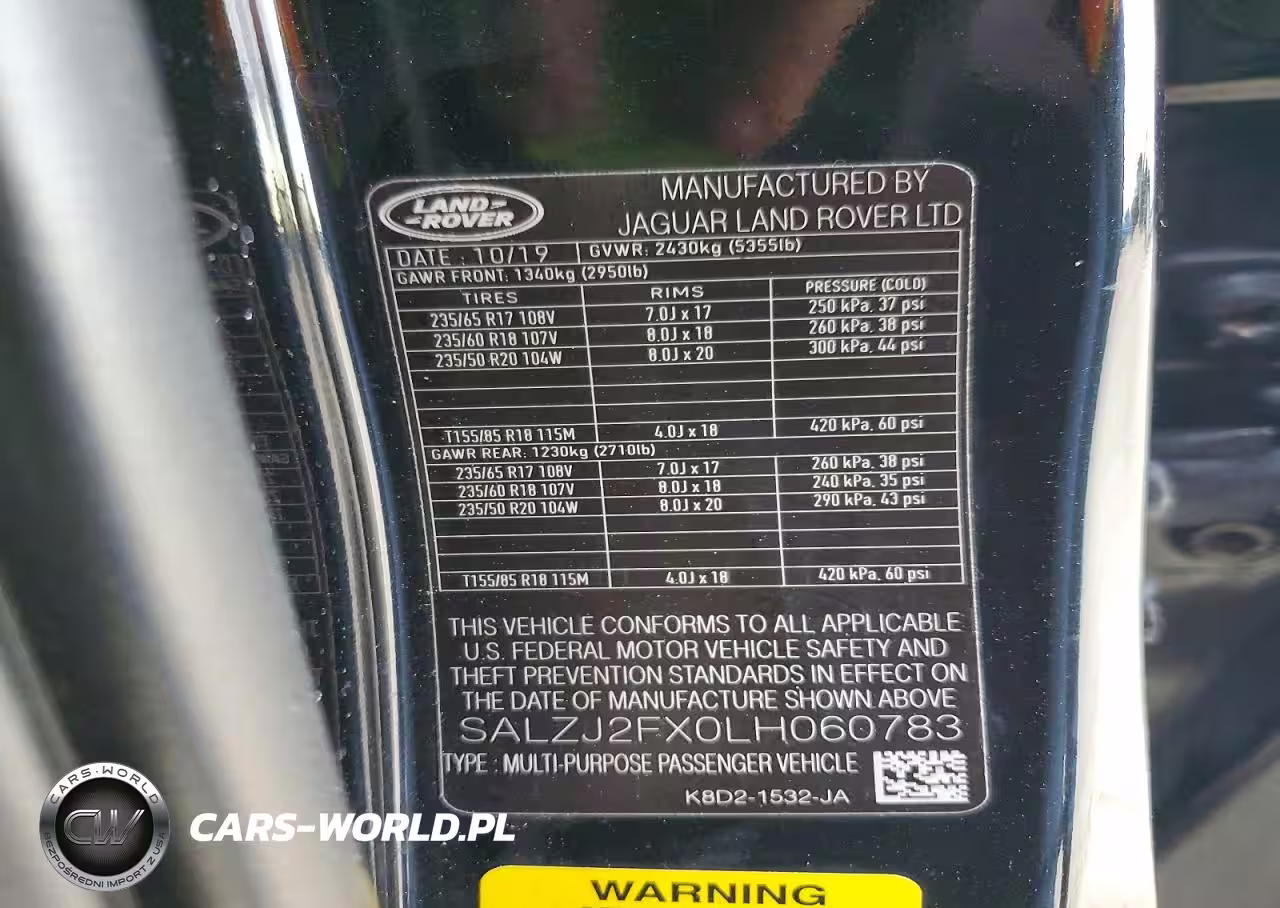 LAND-
-ROVER
MANUFACTURED BY
JAGUAR LAND ROVER LTD
DATE : 10/19 GVWR: 2430kg (5355lb)
GAWR FRONT: 1340kg (2950lb)
TIRES RIMS PRESSURE (COLD)
235/65 R17 108V 7.0J x 17 250 kPa, 37 psi
235/60 R18 107V 8.0J x 18 260 kPa, 38 psi
235/50 R20 104W 8.0J x 20 300 kPa, 44 psi
T155/85 R18 115M 4.0J x 18 420 kPa, 60 psi
GAWR REAR: 1230kg (2710lb)
235/65 R17 108V 7.0J x 17 260 kPa, 38 psi
235/60 R18 107V 8.0J x 18 240 kPa, 35 psi
235/50 R20 104W 8.0J x 20 290 kPa, 43 psi
T155/85 R18 115M 4.0J x 18 420 kPa, 60 psi
THIS VEHICLE CONFORMS TO ALL APPLICABLE
U.S. FEDERAL MOTOR VEHICLE SAFETY AND
THEFT PREVENTION STANDARDS IN EFFECT ON
THE DATE OF MANUFACTURE SHOWN ABOVE
SALZJ2FX0LH060783
TYPE : MULTI-PURPOSE PASSENGER VEHICLE
K8D2-1532-JA
WARNING
CARS-WORLD
CW
BEZPOŚREDNI IMPORT Z USA
CARS-WORLD.PL